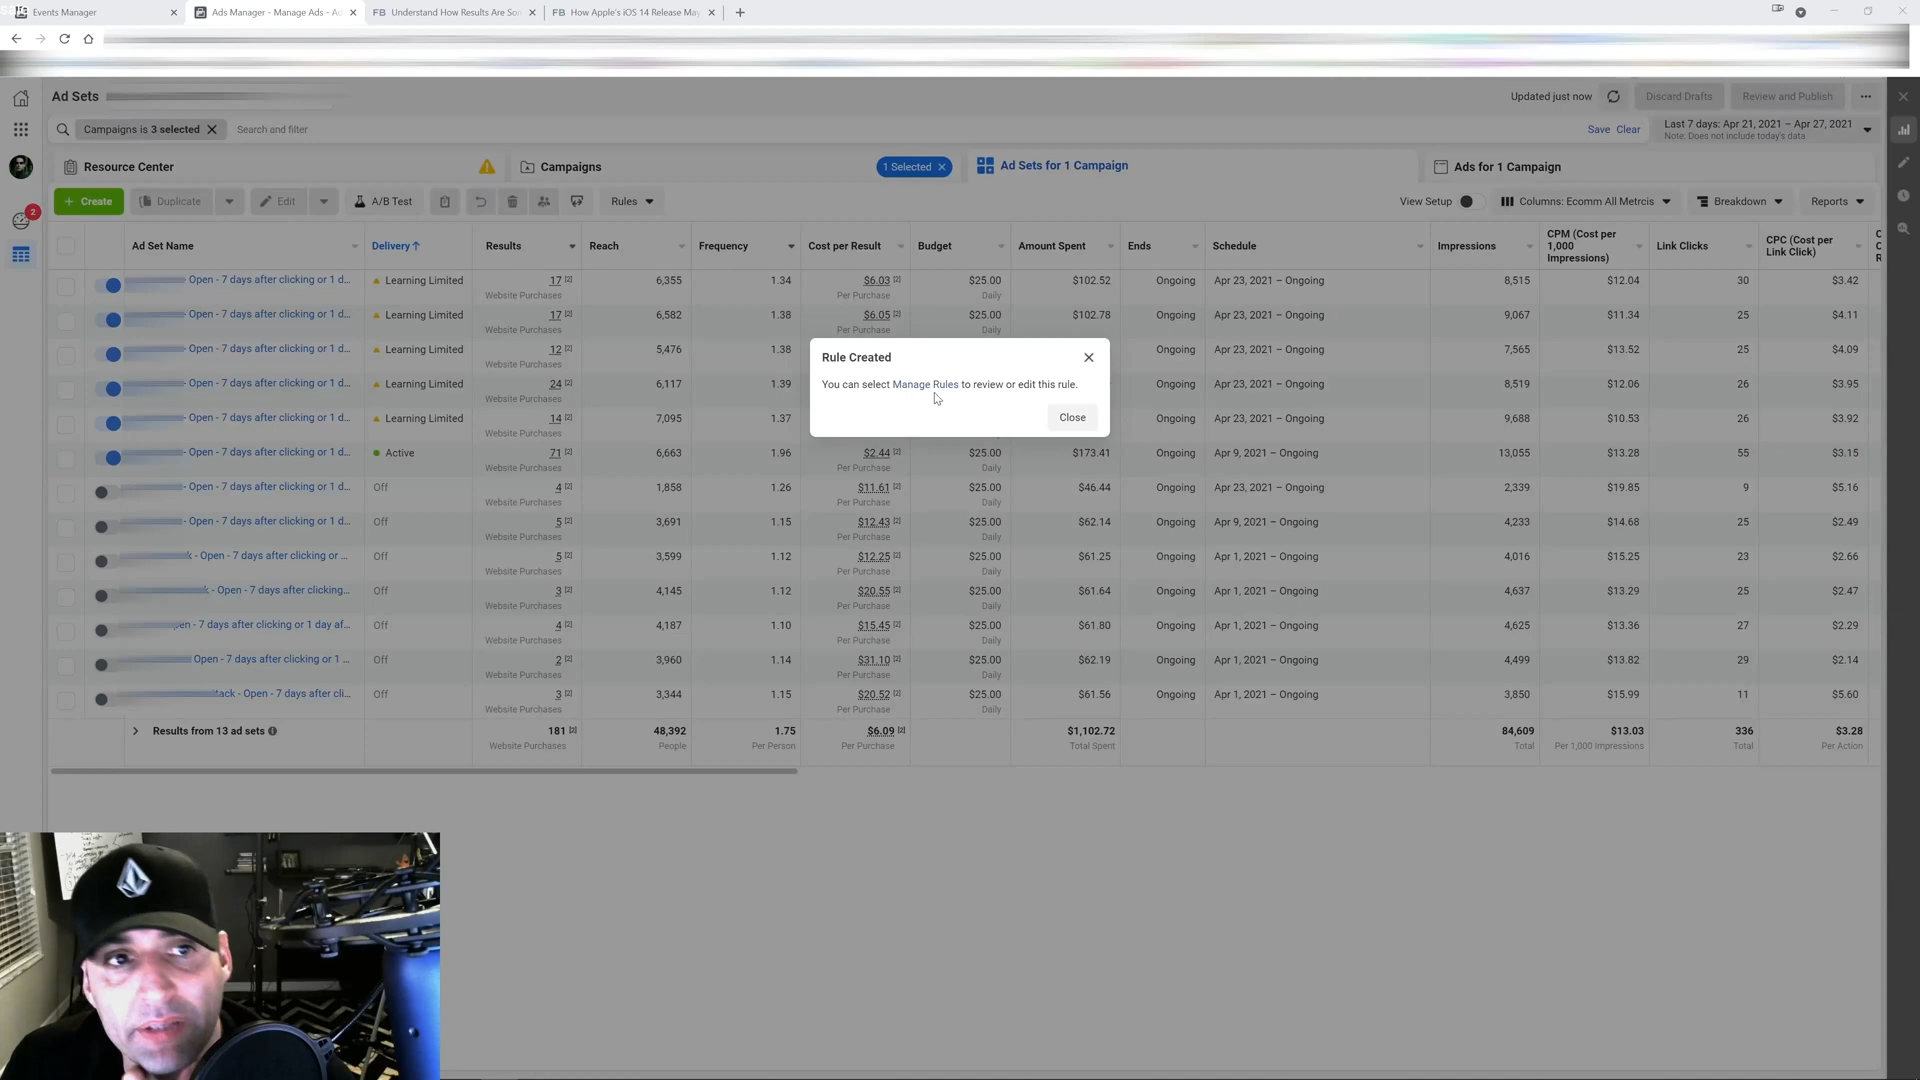 Events Manager
Ads Manager - Manage Ads - Ad
Understand How Results Are Son
How Apple's iOS 14 Release May
Ad Sets
Updated just now
Discard Drafts
Review and Publish
Campaigns is 3 selected
Search and filter
Save Clear
Last 7 days: Apr 21, 2021 – Apr 27, 2021
Note: Does not include today's data
Resource Center
Campaigns
1 Selected
Ad Sets for 1 Campaign
Ads for 1 Campaign
2
+ Create
Duplicate
Edit
A/B Test
Rules
View Setup
Columns: Ecomm All Metrcis
Breakdown
Reports
Ad Set Name Delivery↑ Results Reach Frequency Cost per Result Budget Amount Spent Ends Schedule Impressions CPM (Cost per 1,000 Impressions) Link Clicks CPC (Cost per Link Click)
- Open - 7 days after clicking or 1 d... Learning Limited 17 [2] 6,355 1.34 $6.03 [2] $25.00 $102.52 Ongoing Apr 23, 2021 – Ongoing 8,515 $12.04 30 $3.42
Website Purchases Per Purchase Daily
- Open - 7 days after clicking or 1 d... Learning Limited 17 [2] 6,582 1.38 $6.05 [2] $25.00 $102.78 Ongoing Apr 23, 2021 – Ongoing 9,067 $11.34 25 $4.11
Website Purchases
- Open - 7 days after clicking or 1 d... Learning Limited 12 [2] 5,476 1.38 Ongoing Apr 23, 2021 – Ongoing 7,565 $13.52 25 $4.09
Website Purchases
- Open - 7 days after clicking or 1 d... Learning Limited 24 [2] 6,117 1.39 Ongoing Apr 23, 2021 – Ongoing 8,519 $12.06 26 $3.95
Website Purchases
- Open - 7 days after clicking or 1 d... Learning Limited 14 [2] 7,095 1.37 Ongoing Apr 23, 2021 – Ongoing 9,688 $10.53 26 $3.92
Website Purchases
Rule Created
You can select Manage Rules to review or edit this rule.
Close
- Open - 7 days after clicking or 1 d... Active 71 [2] 6,663 1.96 $2.44 [2] $25.00 $173.41 Ongoing Apr 9, 2021 – Ongoing 13,055 $13.28 55 $3.15
Website Purchases Per Purchase Daily
- Open - 7 days after clicking or 1 d... Off 4 [2] 1,858 1.26 $11.61 [2] $25.00 $46.44 Ongoing Apr 23, 2021 – Ongoing 2,339 $19.85 9 $5.16
Website Purchases Per Purchase Daily
- Open - 7 days after clicking or 1 d... Off 5 [2] 3,691 1.15 $12.43 [2] $25.00 $62.14 Ongoing Apr 9, 2021 – Ongoing 4,233 $14.68 25 $2.49
Website Purchases Per Purchase Daily
- Open - 7 days after clicking or ... Off 5 [2] 3,599 1.12 $12.25 [2] $25.00 $61.25 Ongoing Apr 1, 2021 – Ongoing 4,016 $15.25 23 $2.66
Website Purchases Per Purchase Daily
- Open - 7 days after clicking... Off 3 [2] 4,145 1.12 $20.55 [2] $25.00 $61.64 Ongoing Apr 1, 2021 – Ongoing 4,637 $13.29 25 $2.47
Website Purchases Per Purchase Daily
- 7 days after clicking or 1 day af... Off 4 [2] 4,187 1.10 $15.45 [2] $25.00 $61.80 Ongoing Apr 1, 2021 – Ongoing 4,625 $13.36 27 $2.29
Website Purchases Per Purchase Daily
Open - 7 days after clicking or 1 ... Off 2 [2] 3,960 1.14 $31.10 [2] $25.00 $62.19 Ongoing Apr 1, 2021 – Ongoing 4,499 $13.82 29 $2.14
Website Purchases Per Purchase Daily
- Open - 7 days after cli... Off 3 [2] 3,344 1.15 $20.52 [2] $25.00 $61.56 Ongoing Apr 1, 2021 – Ongoing 3,850 $15.99 11 $5.60
Website Purchases Per Purchase Daily
Results from 13 ad sets 181 [2] 48,392 1.75 $6.09 [2] $1,102.72 84,609 $13.03 336 $3.28
Website Purchases People Per Person Per Purchase Total Spent Total Per 1,000 Impressions Total Per Action